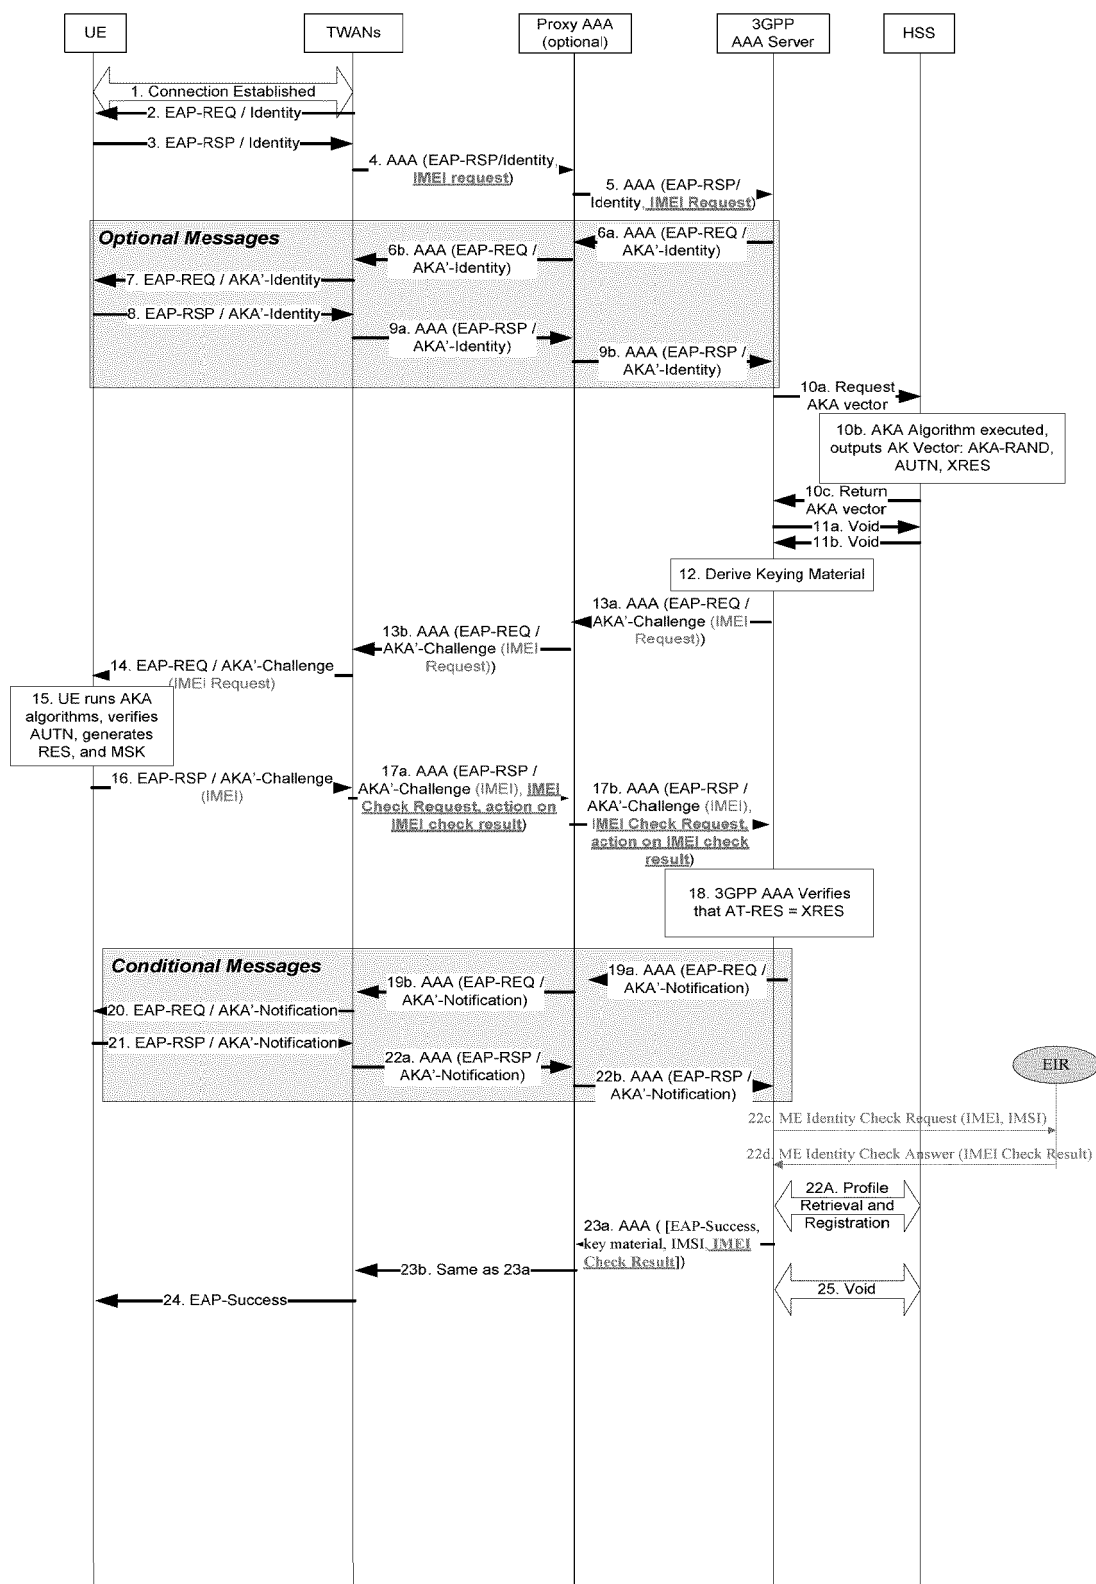 UE
TWANs
Proxy AAA
(optional)
3GPP
AAA Server
HSS
1. Connection Established
2. EAP-REQ / Identity
3. EAP-RSP / Identity
4. AAA (EAP-RSP/Identity,
IMEI request)
5. AAA (EAP-RSP/
Identity, IMEI Request)
Optional Messages
6a. AAA (EAP-REQ /
AKA'-Identity)
6b. AAA (EAP-REQ /
AKA'-Identity)
7. EAP-REQ / AKA'-Identity
8. EAP-RSP / AKA'-Identity
9a. AAA (EAP-RSP /
AKA'-Identity)
9b. AAA (EAP-RSP /
AKA'-Identity)
10a. Request
AKA vector
10b. AKA Algorithm executed,
outputs AK Vector: AKA-RAND,
AUTN, XRES
10c. Return
AKA vector
11a. Void
11b. Void
12. Derive Keying Material
13a. AAA (EAP-REQ /
AKA'-Challenge (IMEI
Request))
13b. AAA (EAP-REQ /
AKA'-Challenge (IMEI
Request))
14. EAP-REQ / AKA'-Challenge
(IMEI Request)
15. UE runs AKA
algorithms, verifies
AUTN, generates
RES, and MSK
16. EAP-RSP / AKA'-Challenge
(IMEI)
17a. AAA (EAP-RSP /
AKA'-Challenge (IMEI), IMEI
Check Request, action on
IMEI check result)
17b. AAA (EAP-RSP /
AKA'-Challenge (IMEI),
IMEI Check Request,
action on IMEI check
result)
18. 3GPP AAA Verifies
that AT-RES = XRES
Conditional Messages
19a. AAA (EAP-REQ /
AKA'-Notification)
19b. AAA (EAP-REQ /
AKA'-Notification)
20. EAP-REQ / AKA'-Notification
21. EAP-RSP / AKA'-Notification
22a. AAA (EAP-RSP /
AKA'-Notification)
22b. AAA (EAP-RSP /
AKA'-Notification)
EIR
22c. ME Identity Check Request (IMEI, IMSI)
22d. ME Identity Check Answer (IMEI Check Result)
22A. Profile
Retrieval and
Registration
23a. AAA ( [EAP-Success,
key material, IMSI, IMEI
Check Result])
23b. Same as 23a
25. Void
24. EAP-Success